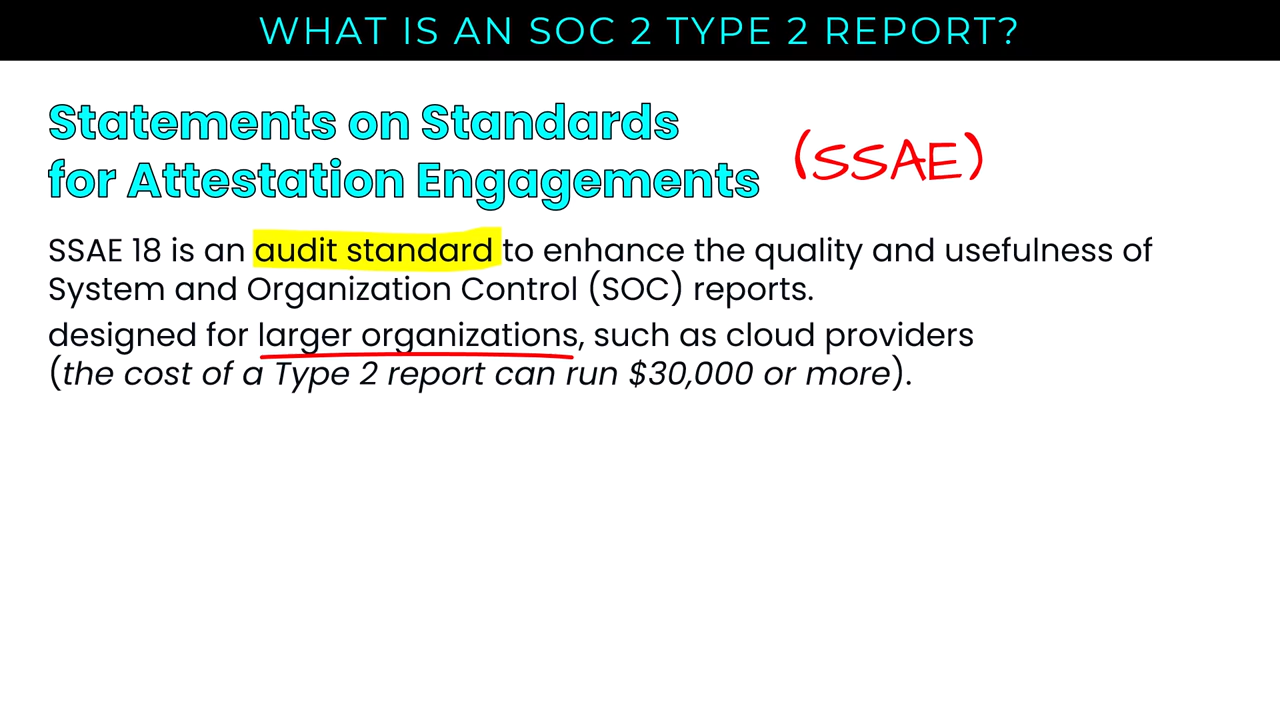 WHAT IS AN SOC 2 TYPE 2 REPORT?
Statements on Standards
for Attestation Engagements
(SSAE)
SSAE 18 is an audit standard to enhance the quality and usefulness of
System and Organization Control (SOC) reports.
designed for larger organizations, such as cloud providers
(the cost of a Type 2 report can run $30,000 or more).